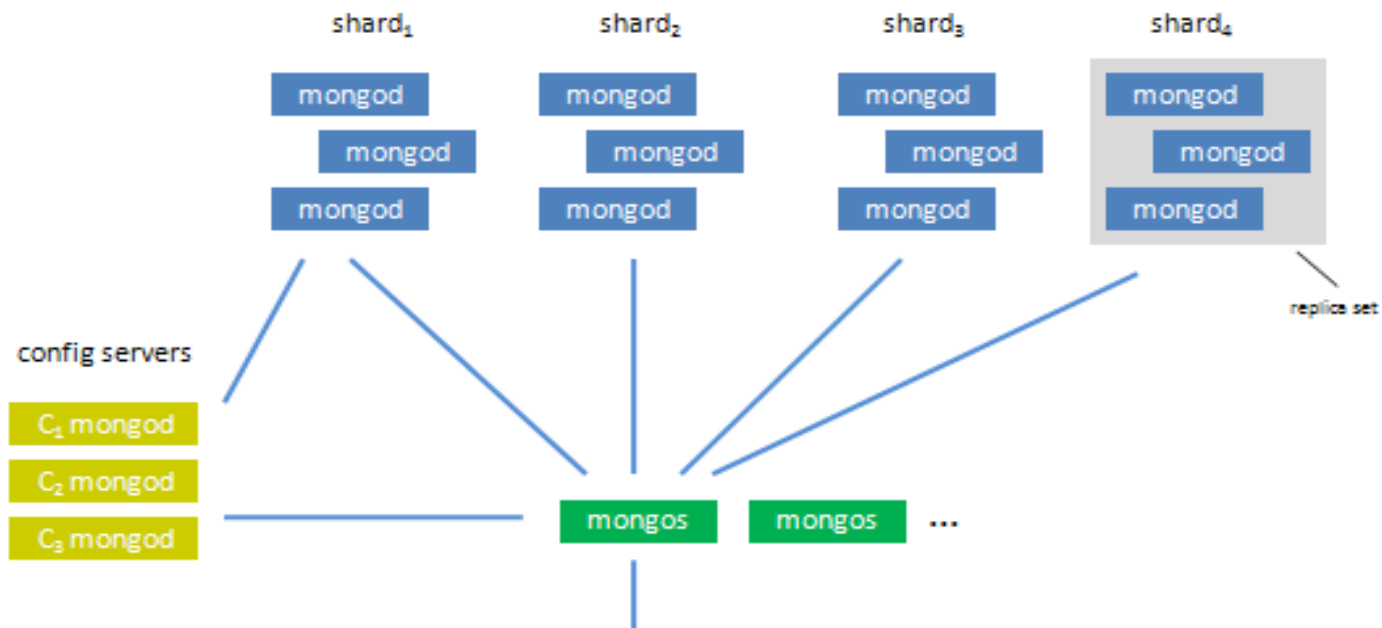 shard₁ shard₂ shard₃ shard₄
mongod mongod mongod mongod
mongod mongod mongod mongod
mongod mongod mongod mongod
replica set
config servers
C₁ mongod
C₂ mongod
C₃ mongod
mongos mongos ...